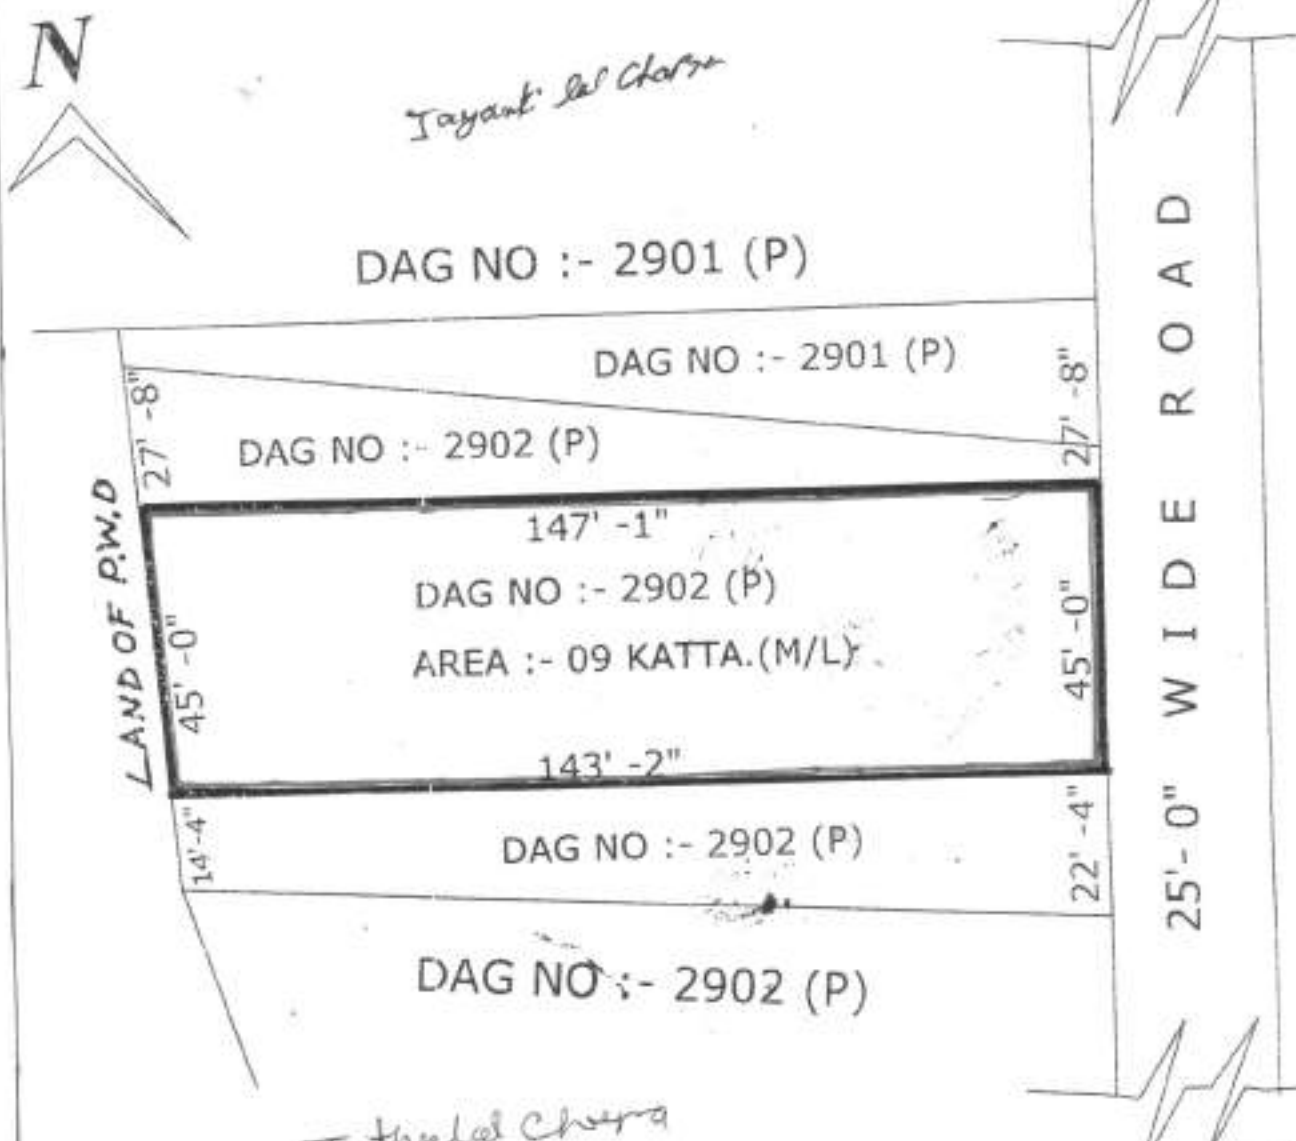 N
Jayanti lal Chopra
DAG NO :- 2901 (P)
DAG NO :- 2901 (P)
27' -8"
27' -8"
DAG NO :- 2902 (P)
147' -1"
DAG NO :- 2902 (P)
AREA :- 09 KATTA.(M/L)
LAND OF P.W.D
45' -0"
45' -0"
143' -2"
14'-4"
DAG NO :- 2902 (P)
22' -4"
25'- 0" WIDE ROAD
DAG NO :- 2902 (P)
lal